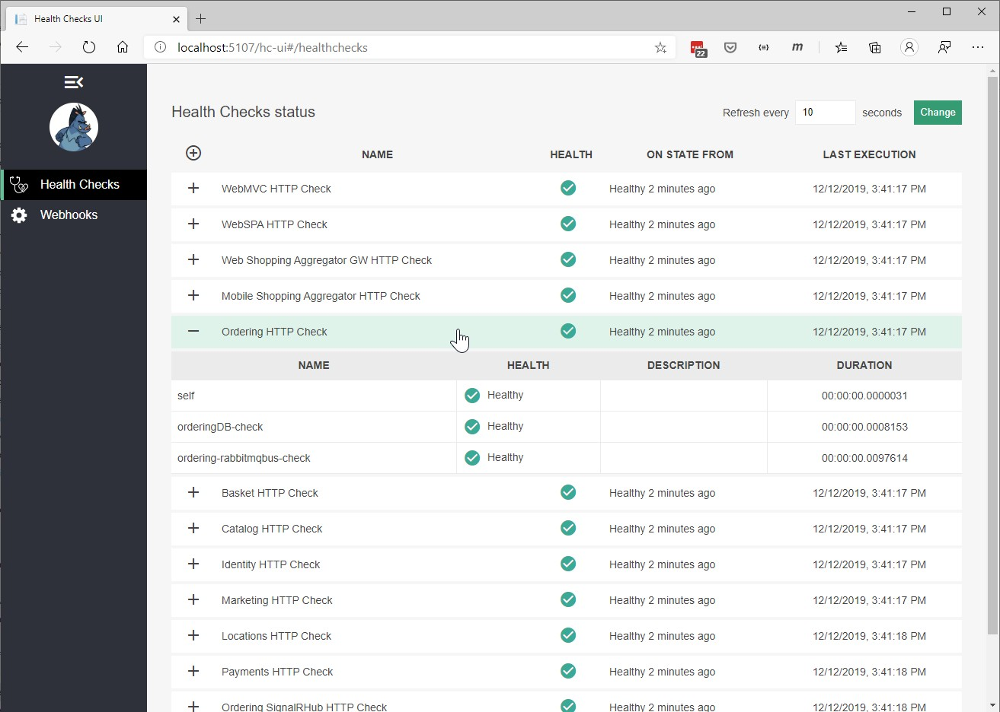 Health Checks UI
localhost:5107/hc-ui#/healthchecks
22
m
Health Checks
Webhooks
Health Checks status
Refresh every 10 seconds Change
NAME HEALTH ON STATE FROM LAST EXECUTION
WebMVC HTTP Check Healthy 2 minutes ago 12/12/2019, 3:41:17 PM
WebSPA HTTP Check Healthy 2 minutes ago 12/12/2019, 3:41:17 PM
Web Shopping Aggregator GW HTTP Check Healthy 2 minutes ago 12/12/2019, 3:41:17 PM
Mobile Shopping Aggregator HTTP Check Healthy 2 minutes ago 12/12/2019, 3:41:17 PM
Ordering HTTP Check Healthy 2 minutes ago 12/12/2019, 3:41:17 PM
NAME HEALTH DESCRIPTION DURATION
self Healthy 00:00:00.0000031
orderingDB-check Healthy 00:00:00.0008153
ordering-rabbitmqbus-check Healthy 00:00:00.0097614
Basket HTTP Check Healthy 2 minutes ago 12/12/2019, 3:41:17 PM
Catalog HTTP Check Healthy 2 minutes ago 12/12/2019, 3:41:17 PM
Identity HTTP Check Healthy 2 minutes ago 12/12/2019, 3:41:17 PM
Marketing HTTP Check Healthy 2 minutes ago 12/12/2019, 3:41:17 PM
Locations HTTP Check Healthy 2 minutes ago 12/12/2019, 3:41:18 PM
Payments HTTP Check Healthy 2 minutes ago 12/12/2019, 3:41:18 PM
Ordering SignalRHub HTTP Check Healthy 2 minutes ago 12/12/2019, 3:41:18 PM